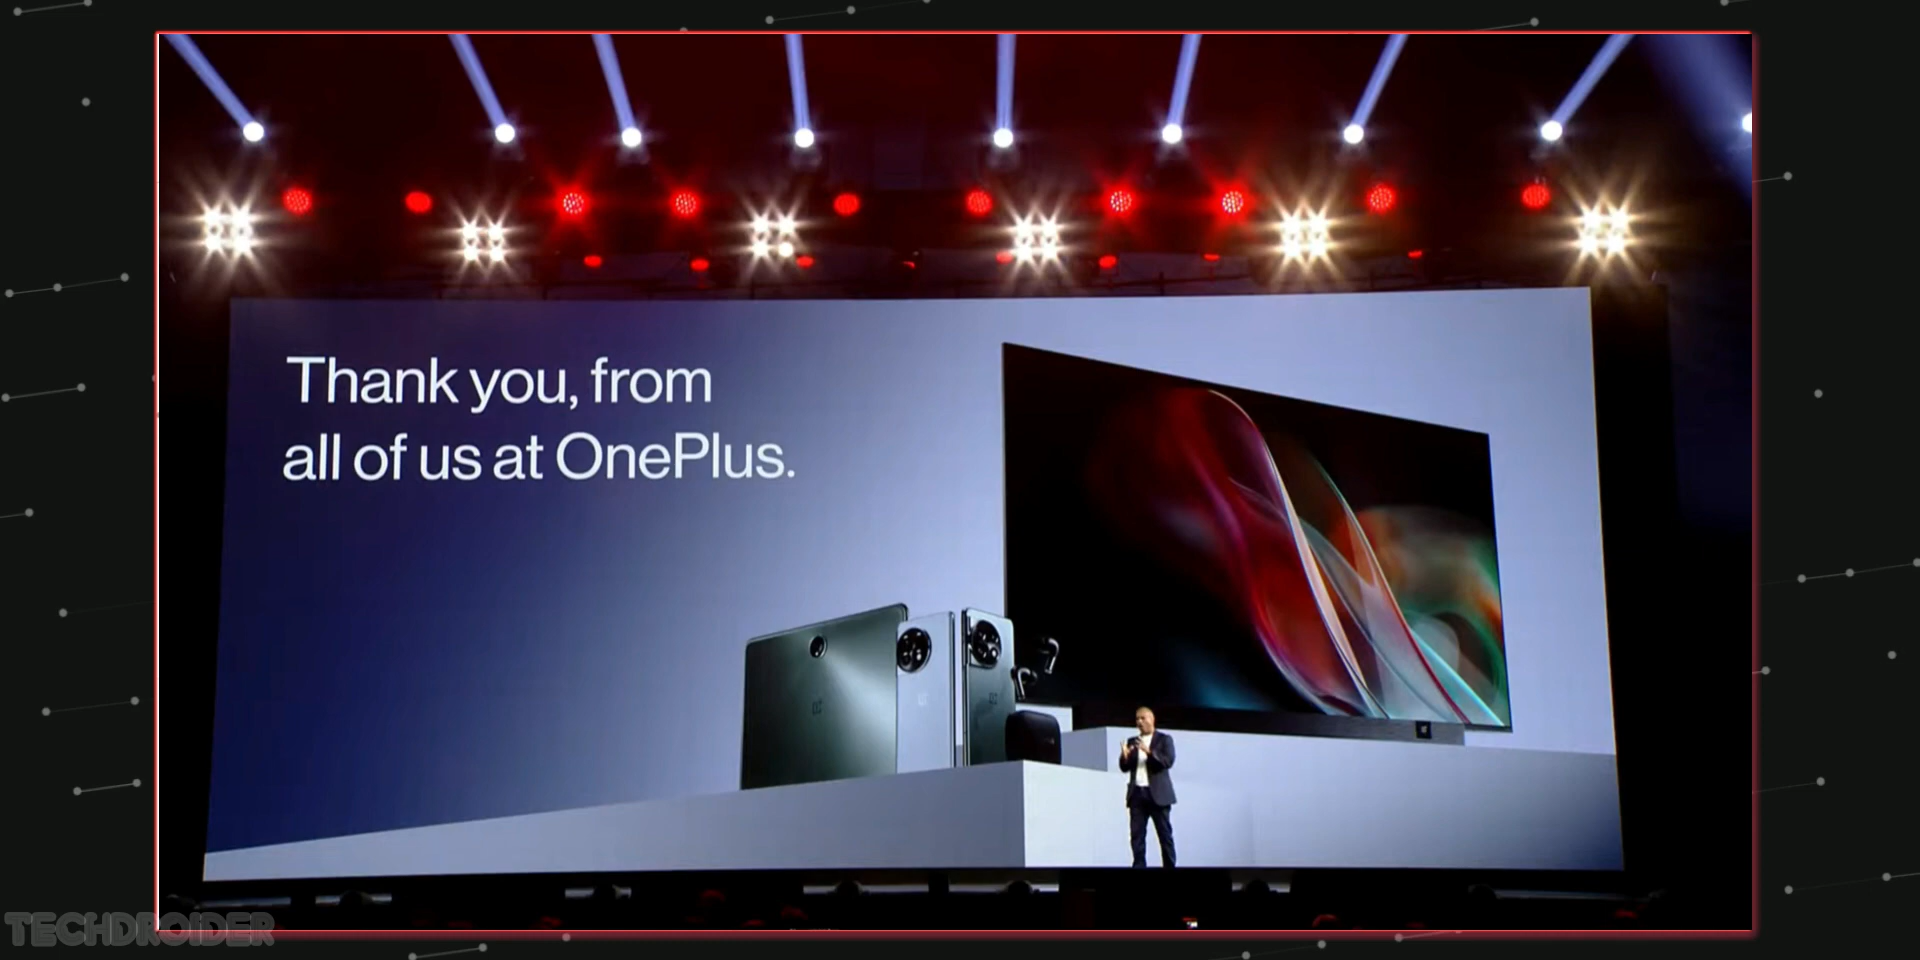 Thank you, from
all of us at OnePlus.
TECHDROIDER